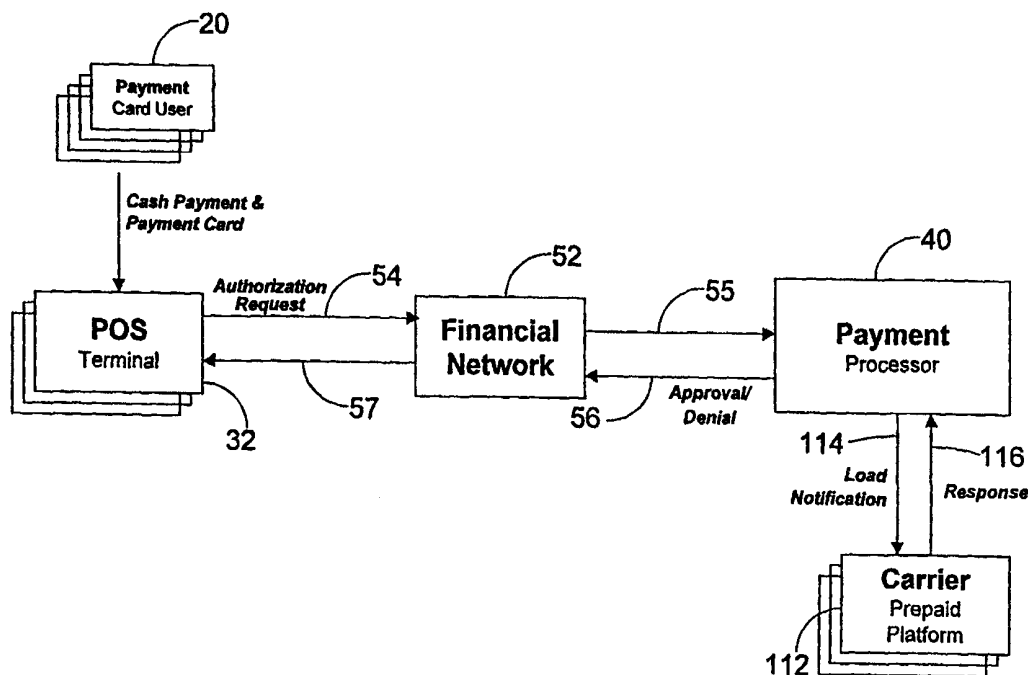 20
Payment
Card User
Cash Payment &
Payment Card
Authorization
Request
54
52
55
40
POS
Terminal
Financial
Network
Payment
Processor
57
32
56
Approval/
Denial
114
116
Load
Notification
Response
Carrier
Prepaid
Platform
112